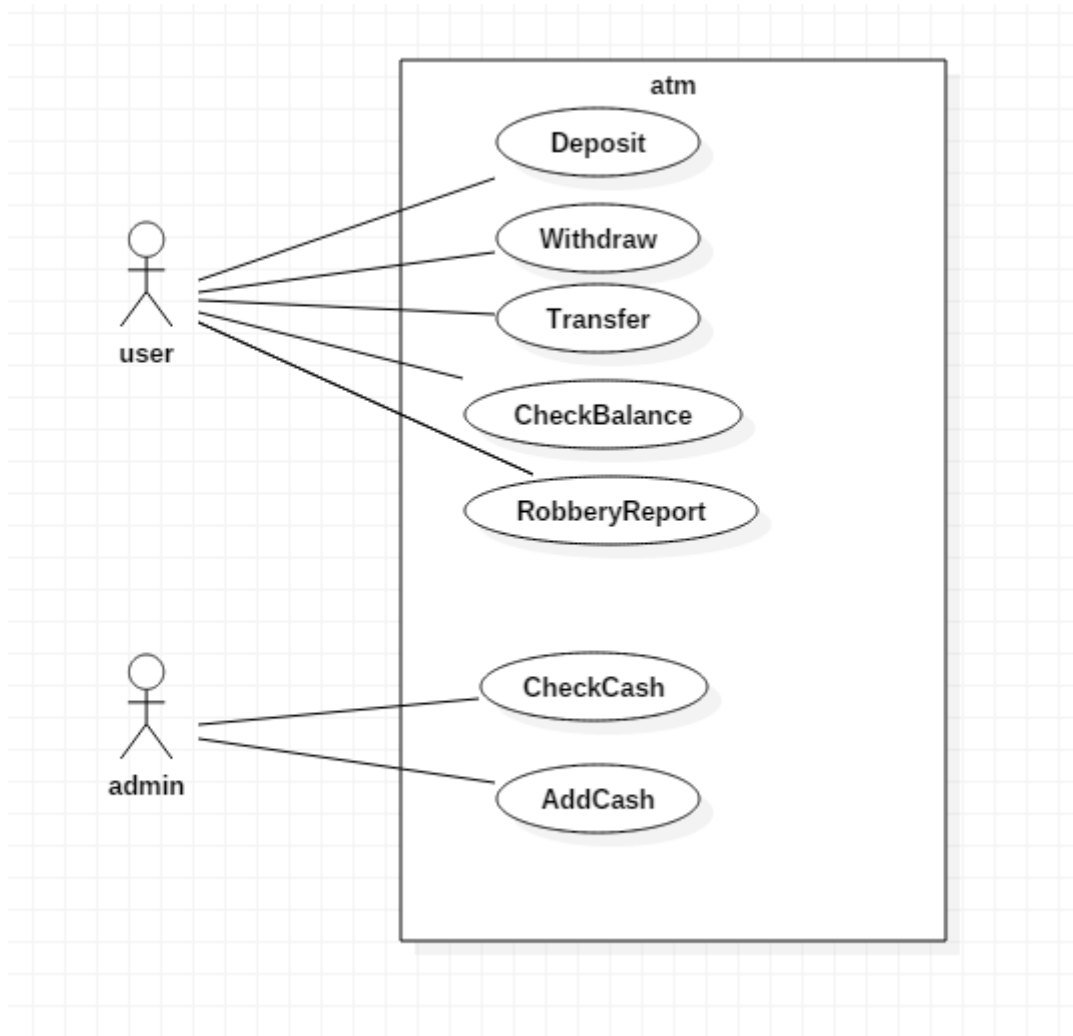 atm
Deposit
Withdraw
Transfer
user
CheckBalance
RobberyReport
CheckCash
admin
AddCash